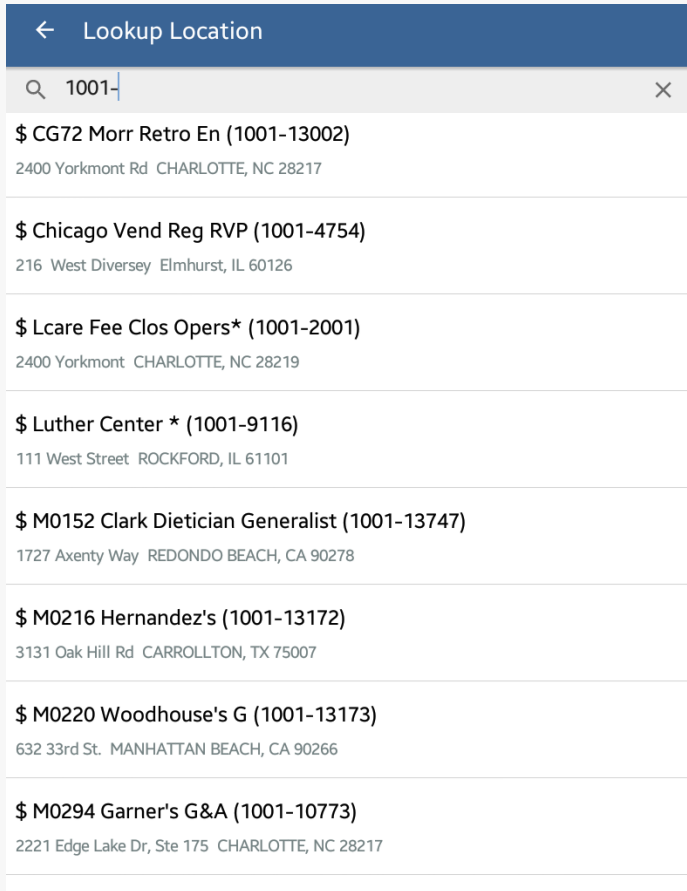 Lookup Location
1001-
$ CG72 Morr Retro En (1001-13002)
2400 Yorkmont Rd CHARLOTTE, NC 28217
$ Chicago Vend Reg RVP (1001-4754)
216 West Diversey Elmhurst, IL 60126
$ Lcare Fee Clos Opers* (1001-2001)
2400 Yorkmont CHARLOTTE, NC 28219
$ Luther Center * (1001-9116)
111 West Street ROCKFORD, IL 61101
$ M0152 Clark Dietician Generalist (1001-13747)
1727 Axenty Way REDONDO BEACH, CA 90278
$ M0216 Hernandez's (1001-13172)
3131 Oak Hill Rd CARROLLTON, TX 75007
$ M0220 Woodhouse's G (1001-13173)
632 33rd St. MANHATTAN BEACH, CA 90266
$ M0294 Garner's G&A (1001-10773)
2221 Edge Lake Dr, Ste 175 CHARLOTTE, NC 28217